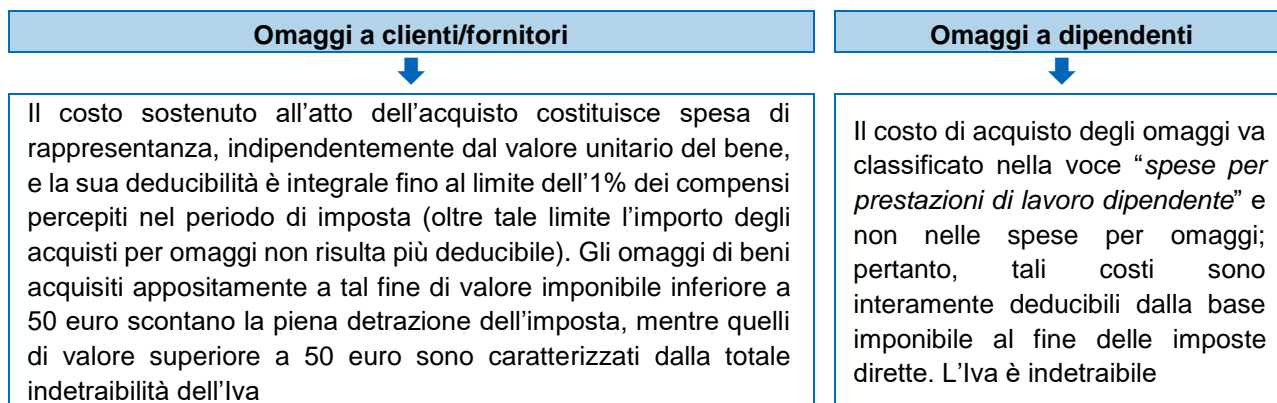 Omaggi a clienti/fornitori
Il costo sostenuto all’atto dell’acquisto costituisce spesa di
rappresentanza, indipendentemente dal valore unitario del bene,
e la sua deducibilità è integrale fino al limite dell’1% dei compensi
percepiti nel periodo di imposta (oltre tale limite l’importo degli
acquisti per omaggi non risulta più deducibile). Gli omaggi di beni
acquisiti appositamente a tal fine di valore imponibile inferiore a
50 euro scontano la piena detrazione dell’imposta, mentre quelli
di valore superiore a 50 euro sono caratterizzati dalla totale
indetraibilità dell’Iva
Omaggi a dipendenti
Il costo di acquisto degli omaggi va
classificato nella voce “spese per
prestazioni di lavoro dipendente” e
non nelle spese per omaggi;
pertanto, tali costi sono
interamente deducibili dalla base
imponibile al fine delle imposte
dirette. L’Iva è indetraibile